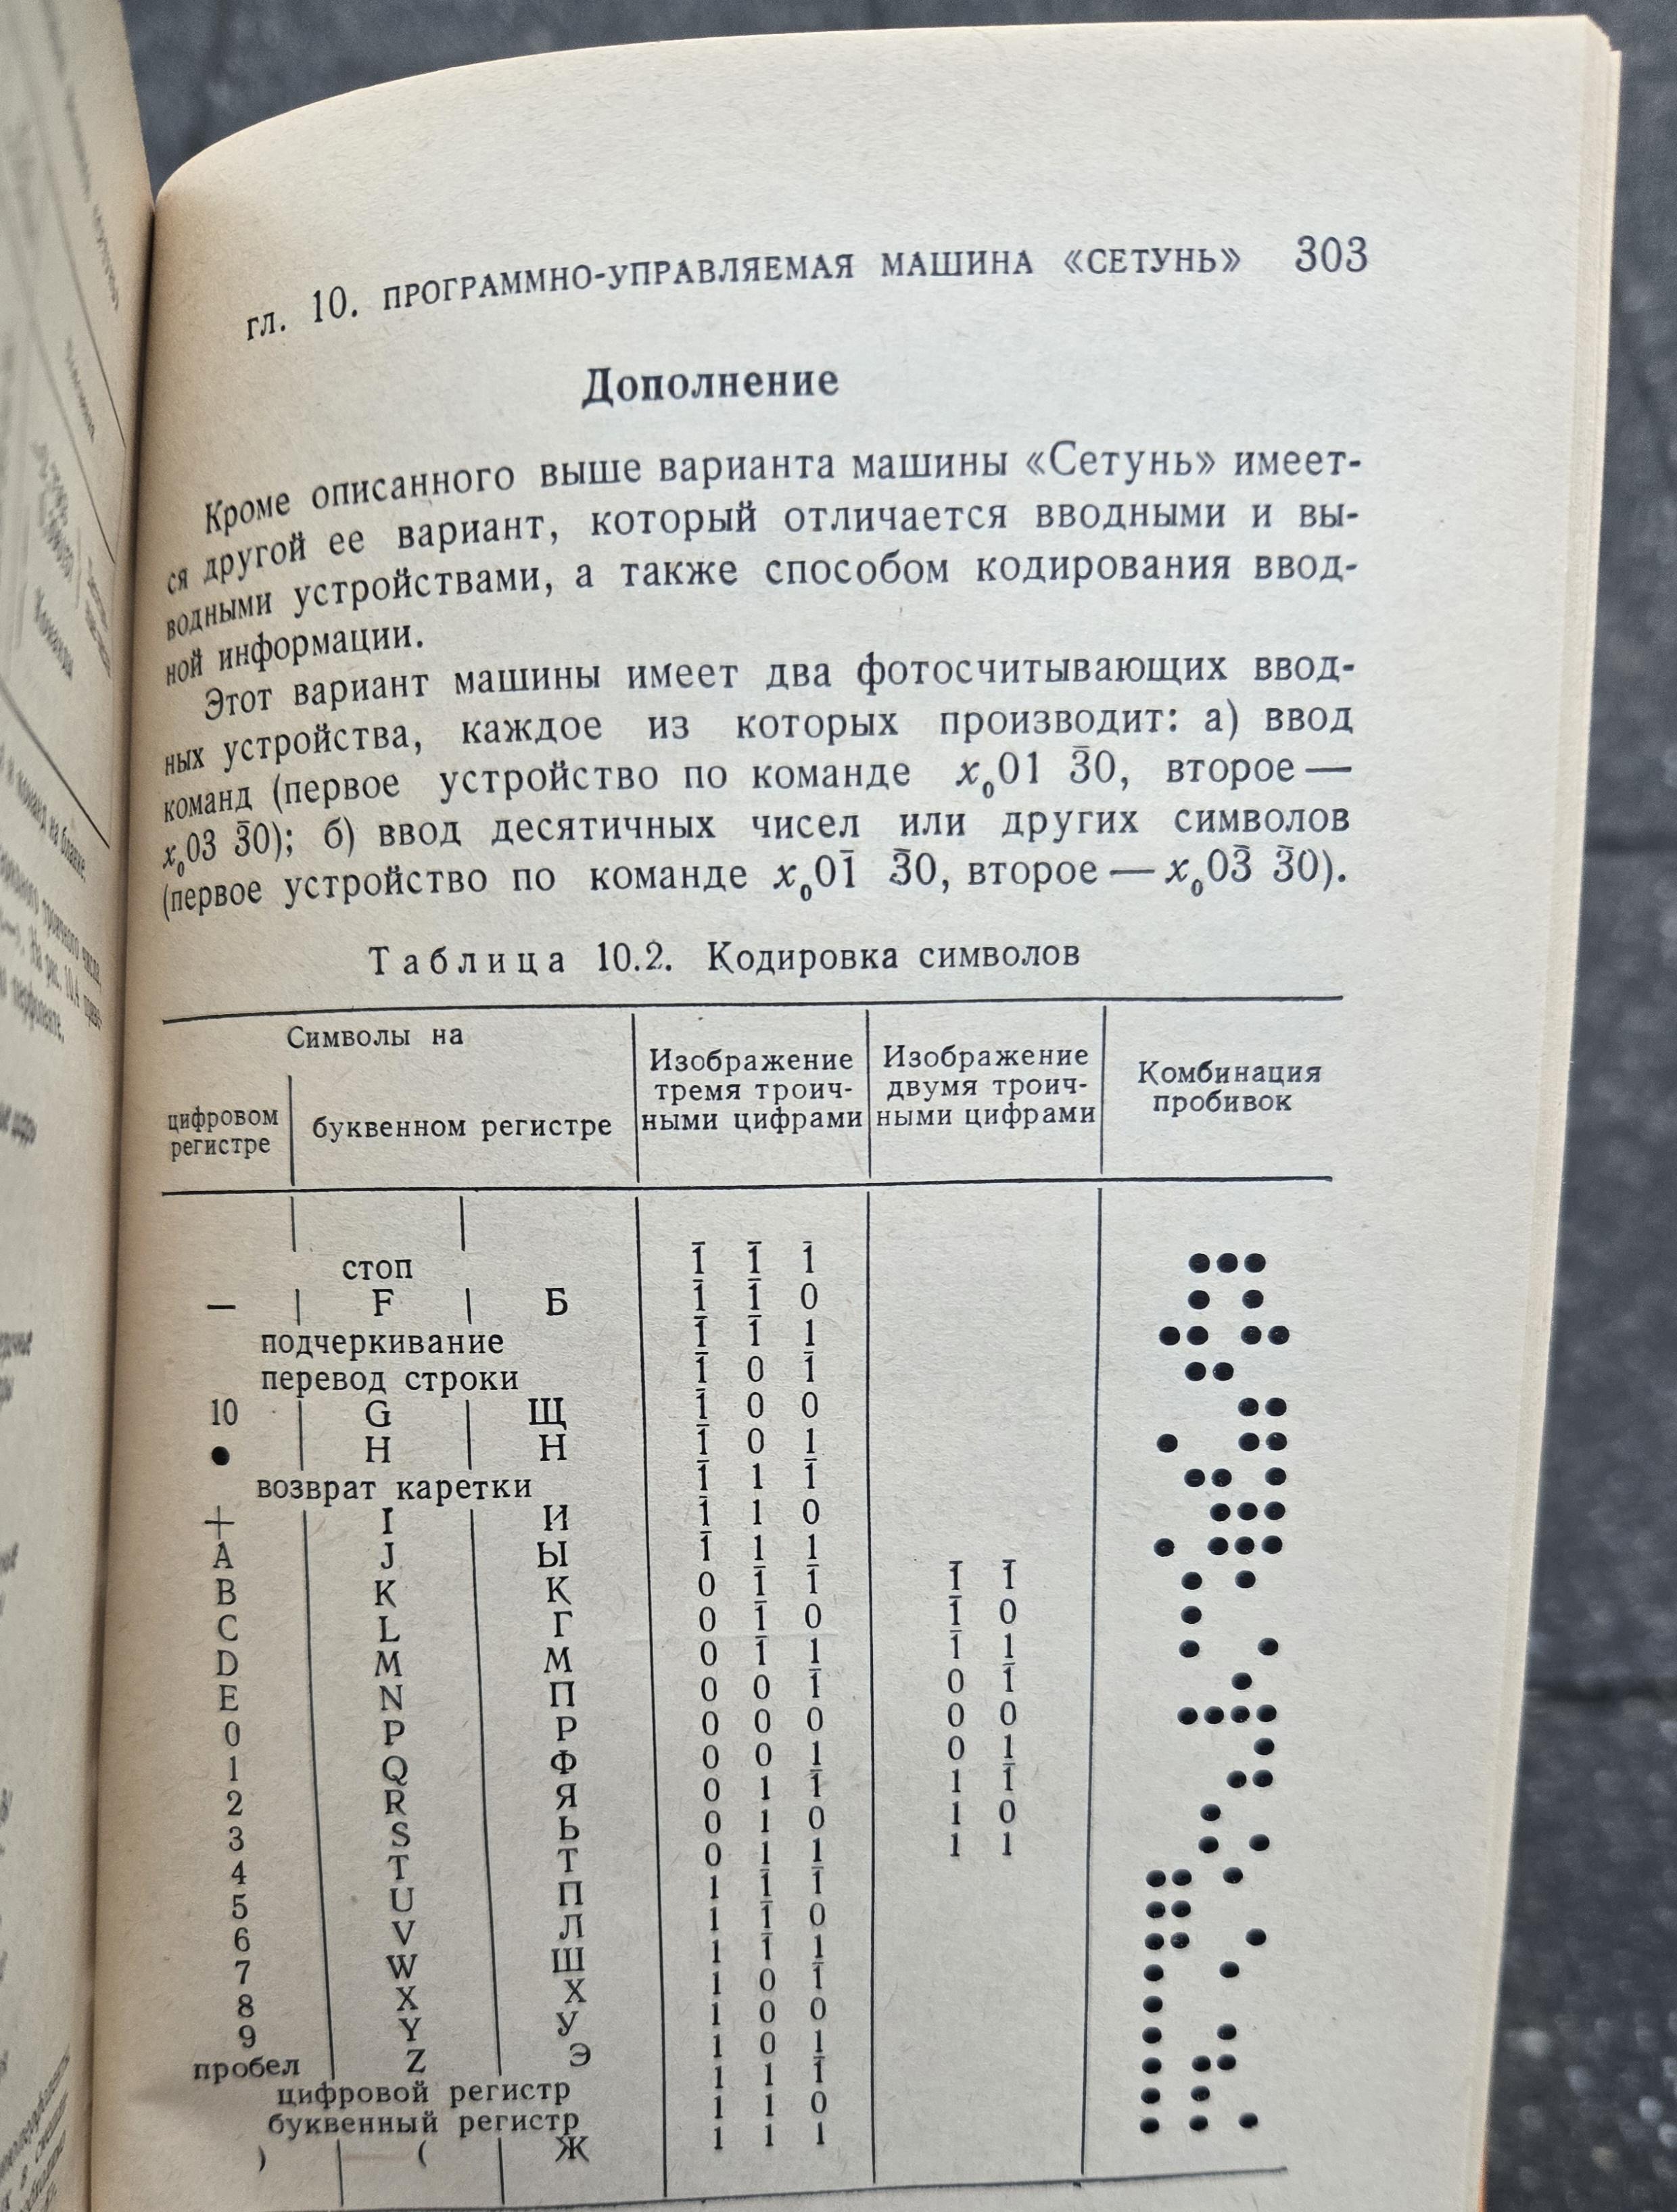 гл. 10. ПРОГРАММНО-УПРАВЛЯЕМАЯ МАШИНА «СЕТУНЬ» 303
Дополнение
Кроме описанного выше варианта машины «Сетунь» имеет-
ся другой ее вариант, который отличается вводными и вы-
водными устройствами, а также способом кодирования ввод-
ной информации.
Этот вариант машины имеет два фотосчитывающих ввод-
ных устройства, каждое из которых производит: а) ввод
команд (первое устройство по команде x₀01 3̄0, второе —
x₀03 3̄0); б) ввод десятичных чисел или других символов
(первое устройство по команде x₀01̄ 3̄0, второе — x₀03̄ 3̄0).
Таблица 10.2. Кодировка символов
Символы на
цифровом регистре
буквенном регистре
Изображение тремя троич-
ными цифрами
Изображение двумя троич-
ными цифрами
Комбинация пробивок
стоп 1̄ 1̄ 1̄
— F Б 1̄ 1̄ 0
подчеркивание 1̄ 1̄ 1
перевод строки 1̄ 0 1̄
10 G Щ 1̄ 0 0
● H Н 1̄ 0 1
возврат каретки 1̄ 1 1̄
+ I И 1̄ 1 0
A J Ы 1̄ 1 1
B K К 0 1̄ 1̄ 1̄ 1̄
C L Г 0 1̄ 0 1̄ 0
D M М 0 1̄ 1 1̄ 1
E N П 0 0 1̄ 0 1̄
0 P Р 0 0 0 0 0
1 Q Ф 0 0 1 0 1
2 R Я 0 1 1̄ 1 1̄
3 S Ь 0 1 0 1 0
4 T Т 0 1 1 1 1
5 U П 1 1̄ 1̄
6 V Л 1 1̄ 0
7 W Ш 1 1̄ 1
8 X Х 1 0 1̄
9 Y У 1 0 0
пробел Z Э 1 0 1
цифровой регистр 1 1 1̄
буквенный регистр 1 1 0
) ( Ж 1 1 1